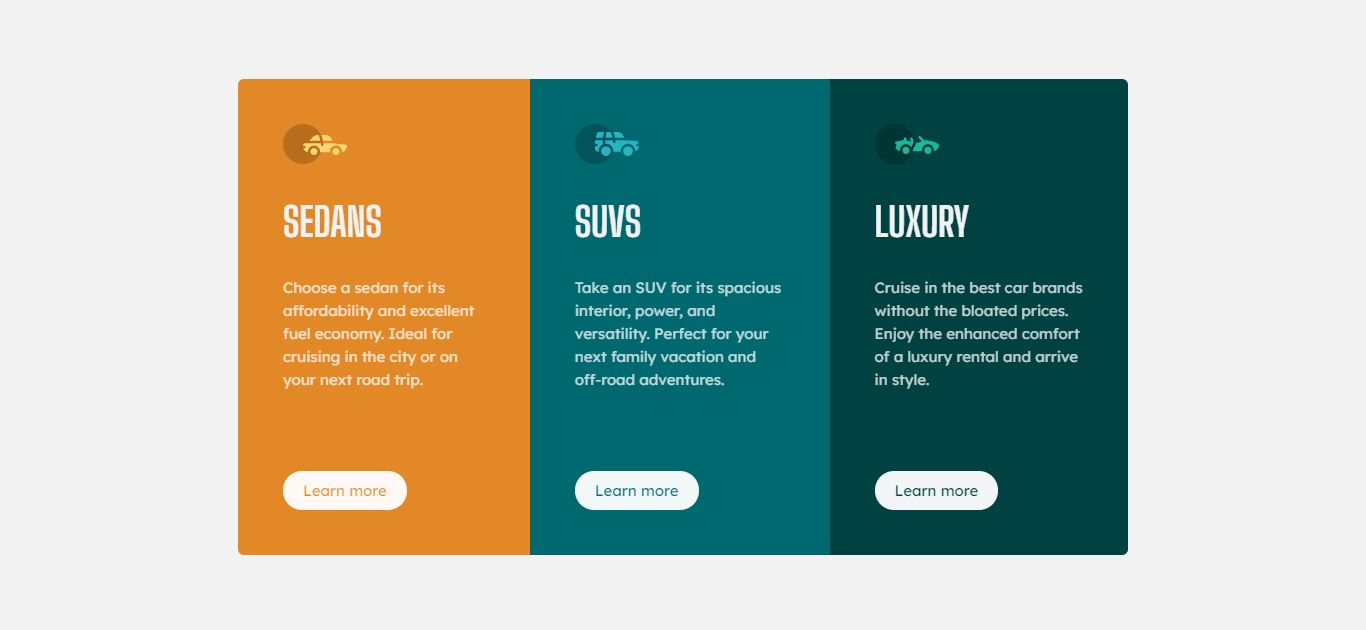 SEDANS
Choose a sedan for its
affordability and excellent
fuel economy. Ideal for
cruising in the city or on
your next road trip.
Learn more
SUVS
Take an SUV for its spacious
interior, power, and
versatility. Perfect for your
next family vacation and
off-road adventures.
Learn more
LUXURY
Cruise in the best car brands
without the bloated prices.
Enjoy the enhanced comfort
of a luxury rental and arrive
in style.
Learn more